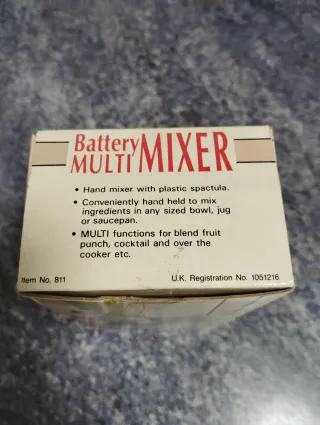 Battery
MULTI MIXER
• Hand mixer with plastic spactula.
• Conveniently hand held to mix
ingredients in any sized bowl, jug
or saucepan.
• MULTI functions for blend fruit
punch, cocktail and over the
cooker etc.
Item No. 811 U.K. Registration No. 1051216